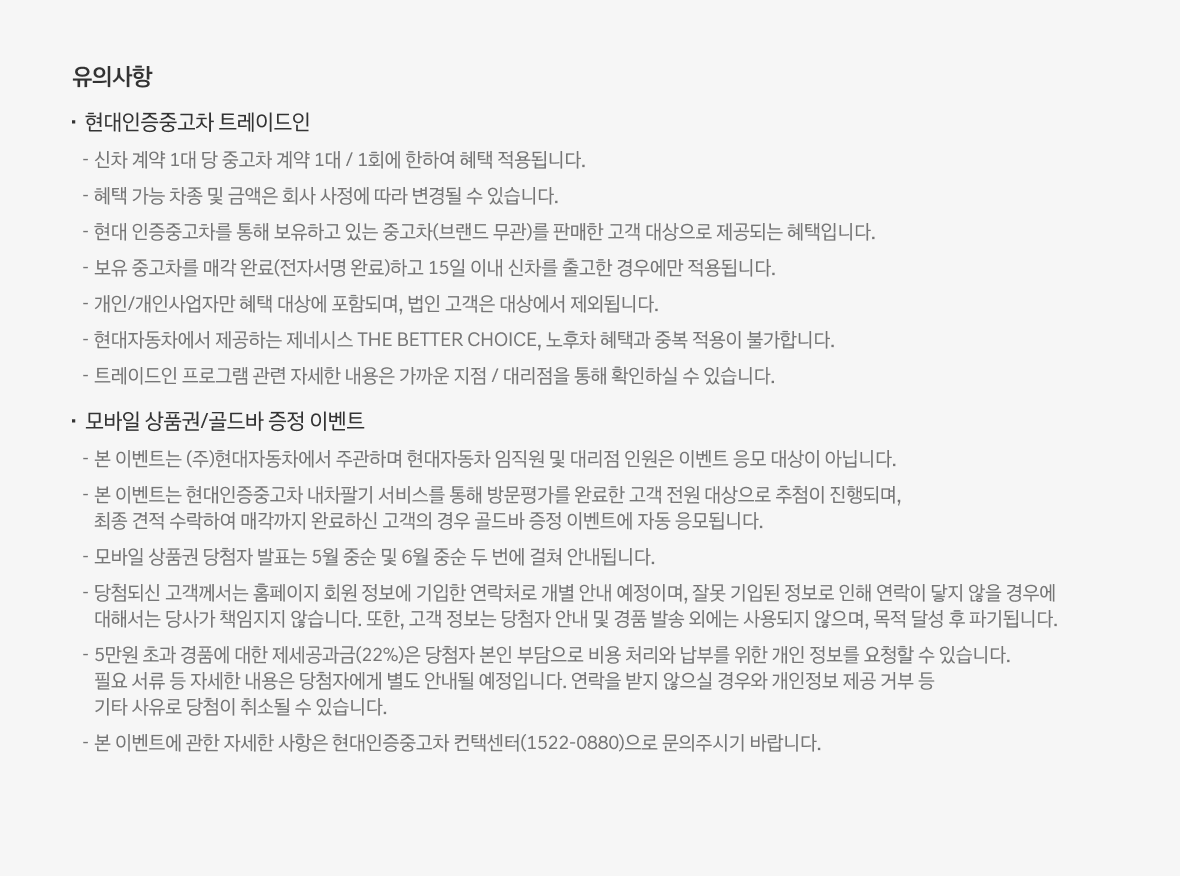 유의사항
· 현대인증중고차 트레이드인
- 신차 계약 1대 당 중고차 계약 1대 / 1회에 한하여 혜택 적용됩니다.
- 혜택 가능 차종 및 금액은 회사 사정에 따라 변경될 수 있습니다.
- 현대 인증중고차를 통해 보유하고 있는 중고차(브랜드 무관)를 판매한 고객 대상으로 제공되는 혜택입니다.
- 보유 중고차를 매각 완료(전자서명 완료)하고 15일 이내 신차를 출고한 경우에만 적용됩니다.
- 개인/개인사업자만 혜택 대상에 포함되며, 법인 고객은 대상에서 제외됩니다.
- 현대자동차에서 제공하는 제네시스 THE BETTER CHOICE, 노후차 혜택과 중복 적용이 불가합니다.
- 트레이드인 프로그램 관련 자세한 내용은 가까운 지점 / 대리점을 통해 확인하실 수 있습니다.
· 모바일 상품권/골드바 증정 이벤트
- 본 이벤트는 (주)현대자동차에서 주관하며 현대자동차 임직원 및 대리점 인원은 이벤트 응모 대상이 아닙니다.
- 본 이벤트는 현대인증중고차 내차팔기 서비스를 통해 방문평가를 완료한 고객 전원 대상으로 추첨이 진행되며,
최종 견적 수락하여 매각까지 완료하신 고객의 경우 골드바 증정 이벤트에 자동 응모됩니다.
- 모바일 상품권 당첨자 발표는 5월 중순 및 6월 중순 두 번에 걸쳐 안내됩니다.
- 당첨되신 고객께서는 홈페이지 회원 정보에 기입한 연락처로 개별 안내 예정이며, 잘못 기입된 정보로 인해 연락이 닿지 않을 경우에
대해서는 당사가 책임지지 않습니다. 또한, 고객 정보는 당첨자 안내 및 경품 발송 외에는 사용되지 않으며, 목적 달성 후 파기됩니다.
- 5만원 초과 경품에 대한 제세공과금(22%)은 당첨자 본인 부담으로 비용 처리와 납부를 위한 개인 정보를 요청할 수 있습니다.
필요 서류 등 자세한 내용은 당첨자에게 별도 안내될 예정입니다. 연락을 받지 않으실 경우와 개인정보 제공 거부 등
기타 사유로 당첨이 취소될 수 있습니다.
- 본 이벤트에 관한 자세한 사항은 현대인증중고차 컨택센터(1522-0880)으로 문의주시기 바랍니다.